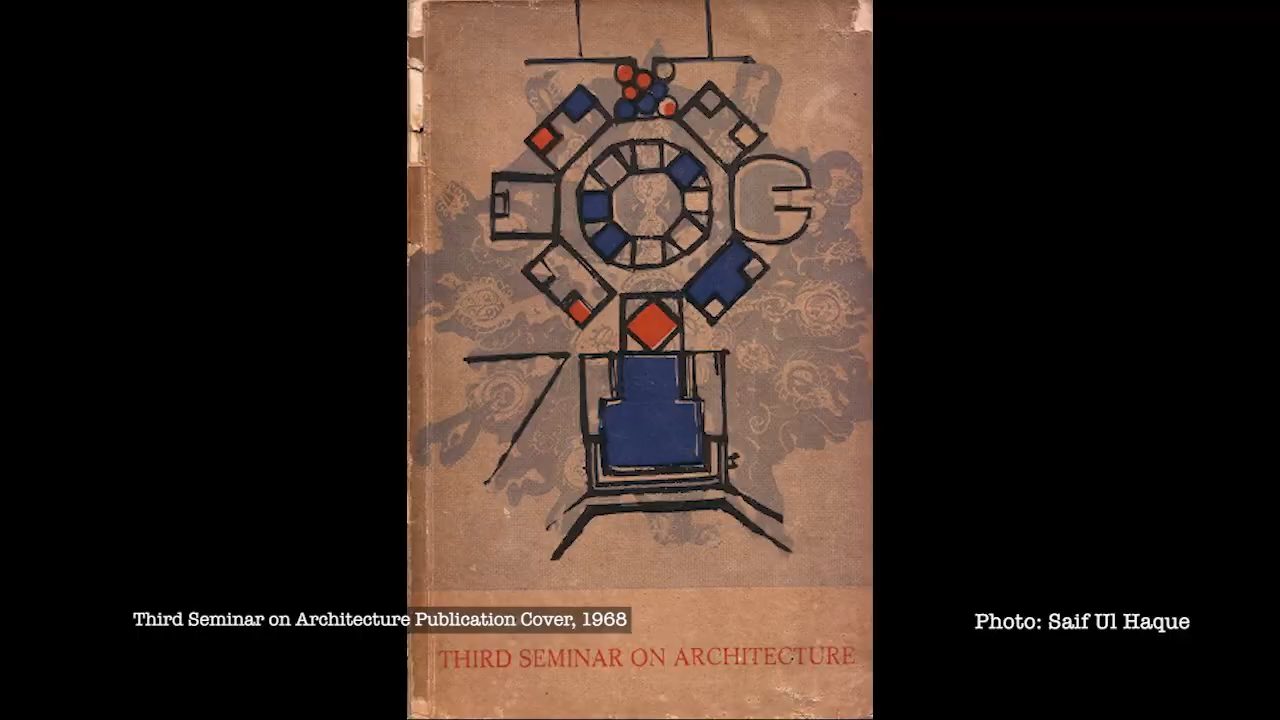 Third Seminar on Architecture Publication Cover, 1968
Photo: Saif Ul Haque
THIRD SEMINAR ON ARCHITECTURE